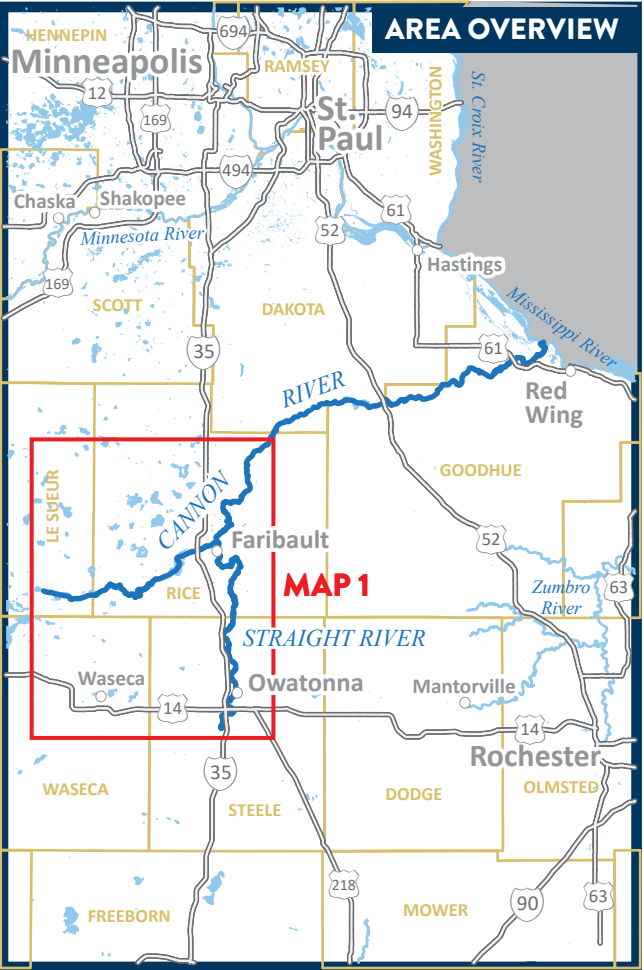 AREA OVERVIEW
HENNEPIN
694
Minneapolis
RAMSEY
12
WASHINGTON
St. Croix River
St.
Paul
94
169
494
Chaska
Shakopee
61
52
Minnesota River
Hastings
169
SCOTT
DAKOTA
Mississippi River
35
61
RIVER
Red
Wing
GOODHUE
LE SUEUR
CANNON
Faribault
52
RICE
MAP 1
Zumbro
River
63
STRAIGHT RIVER
Waseca
Owatonna
Mantorville
14
14
Rochester
35
WASECA
STEELE
DODGE
OLMSTED
218
90
63
FREEBORN
MOWER